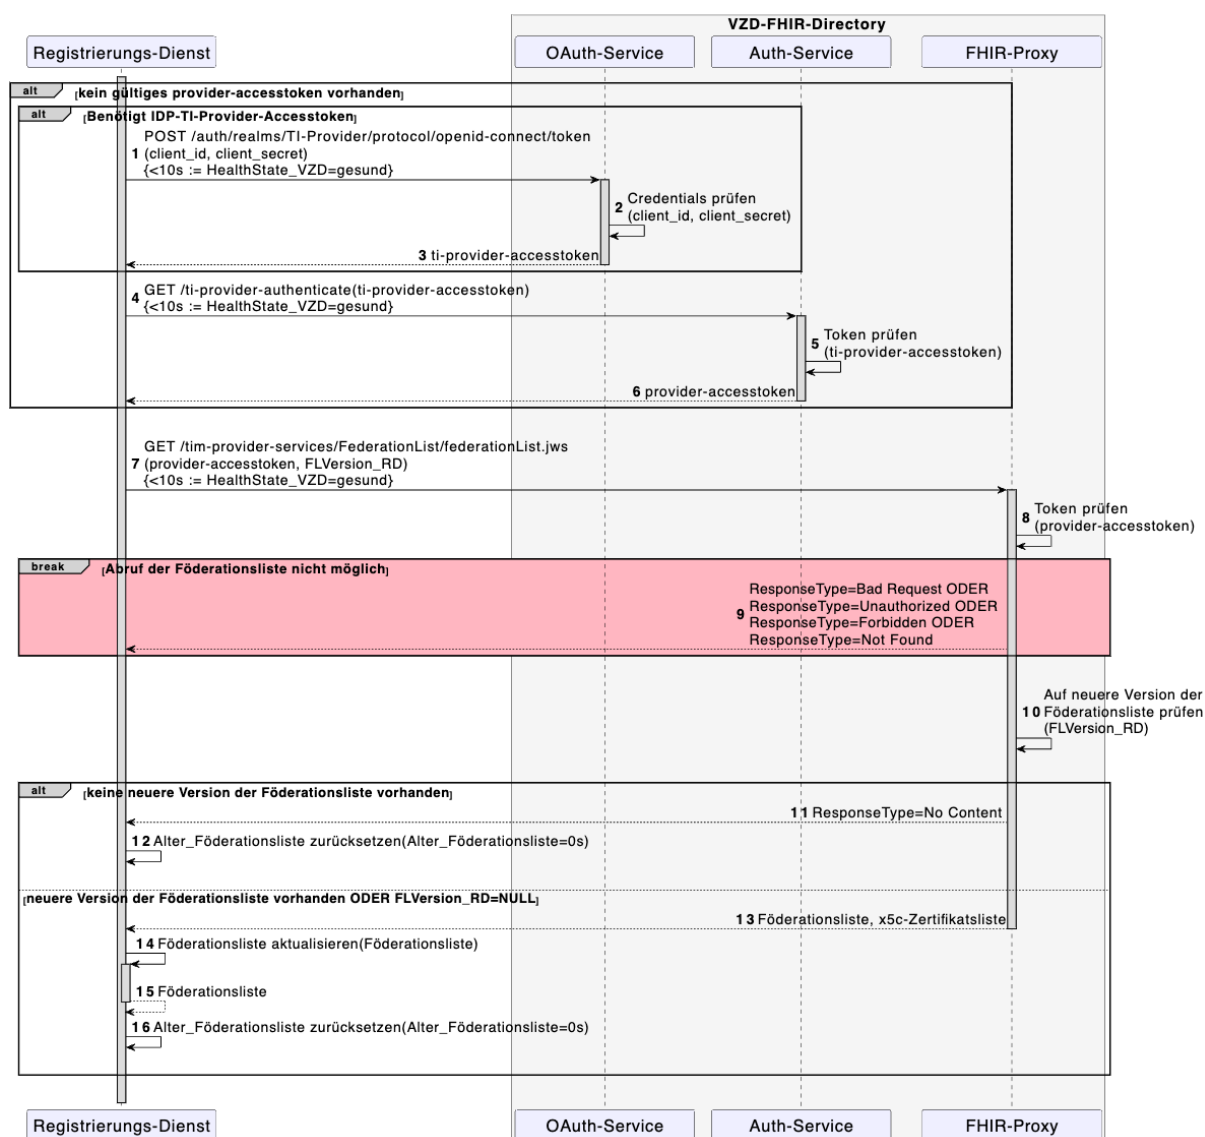 VZD-FHIR-Directory
Registrierungs-Dienst
OAuth-Service
Auth-Service
FHIR-Proxy
alt
[kein gültiges provider-accesstoken vorhanden]
alt
[Benötigt IDP-TI-Provider-Accesstoken]
POST /auth/realms/TI-Provider/protocol/openid-connect/token
1 (client_id, client_secret)
{<10s := HealthState_VZD=gesund}
Credentials prüfen
2 (client_id, client_secret)
3 ti-provider-accesstoken
GET /ti-provider-authenticate(ti-provider-accesstoken)
4 {<10s := HealthState_VZD=gesund}
Token prüfen
5 (ti-provider-accesstoken)
6 provider-accesstoken
GET /tim-provider-services/FederationList/federationList.jws
7 (provider-accesstoken, FLVersion_RD)
{<10s := HealthState_VZD=gesund}
Token prüfen
8 (provider-accesstoken)
break
[Abruf der Föderationsliste nicht möglich]
ResponseType=Bad Request ODER
9 ResponseType=Unauthorized ODER
ResponseType=Forbidden ODER
ResponseType=Not Found
Auf neuere Version der
10 Föderationsliste prüfen
(FLVersion_RD)
alt
[keine neuere Version der Föderationsliste vorhanden]
11 ResponseType=No Content
12 Alter_Föderationsliste zurücksetzen(Alter_Föderationsliste=0s)
[neuere Version der Föderationsliste vorhanden ODER FLVersion_RD=NULL]
13 Föderationsliste, x5c-Zertifikatsliste
14 Föderationsliste aktualisieren(Föderationsliste)
15 Föderationsliste
16 Alter_Föderationsliste zurücksetzen(Alter_Föderationsliste=0s)
Registrierungs-Dienst
OAuth-Service
Auth-Service
FHIR-Proxy